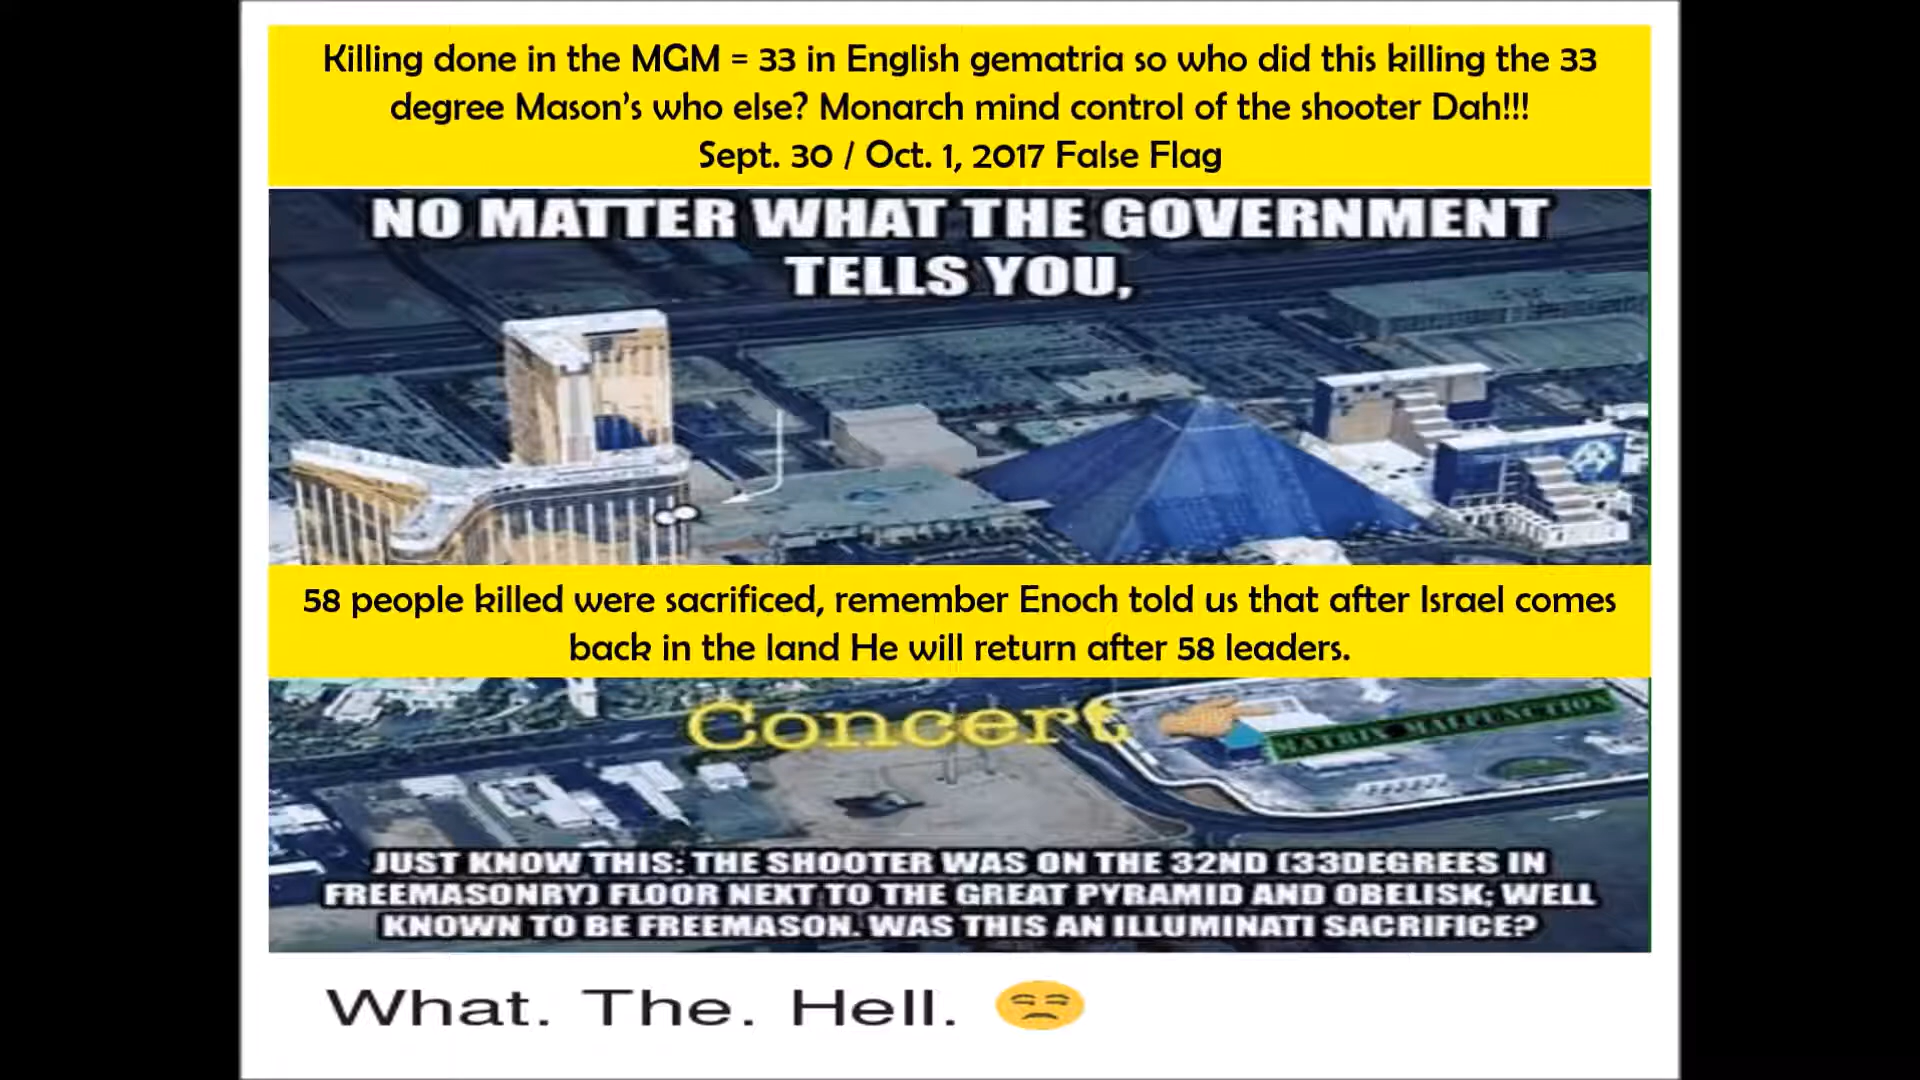 Killing done in the MGM = 33 in English gematria so who did this killing the 33
degree Mason's who else? Monarch mind control of the shooter Dah!!!
Sept. 30 / Oct. 1, 2017 False Flag
NO MATTER WHAT THE GOVERNMENT
TELLS YOU,
58 people killed were sacrificed, remember Enoch told us that after Israel comes
back in the land He will return after 58 leaders.
Concert
MATRIX MALFUNCTION
JUST KNOW THIS: THE SHOOTER WAS ON THE 32ND (33DEGREES IN
FREEMASONRY) FLOOR NEXT TO THE GREAT PYRAMID AND OBELISK; WELL
KNOWN TO BE FREEMASON. WAS THIS AN ILLUMINATI SACRIFICE?
What. The. Hell. 😒